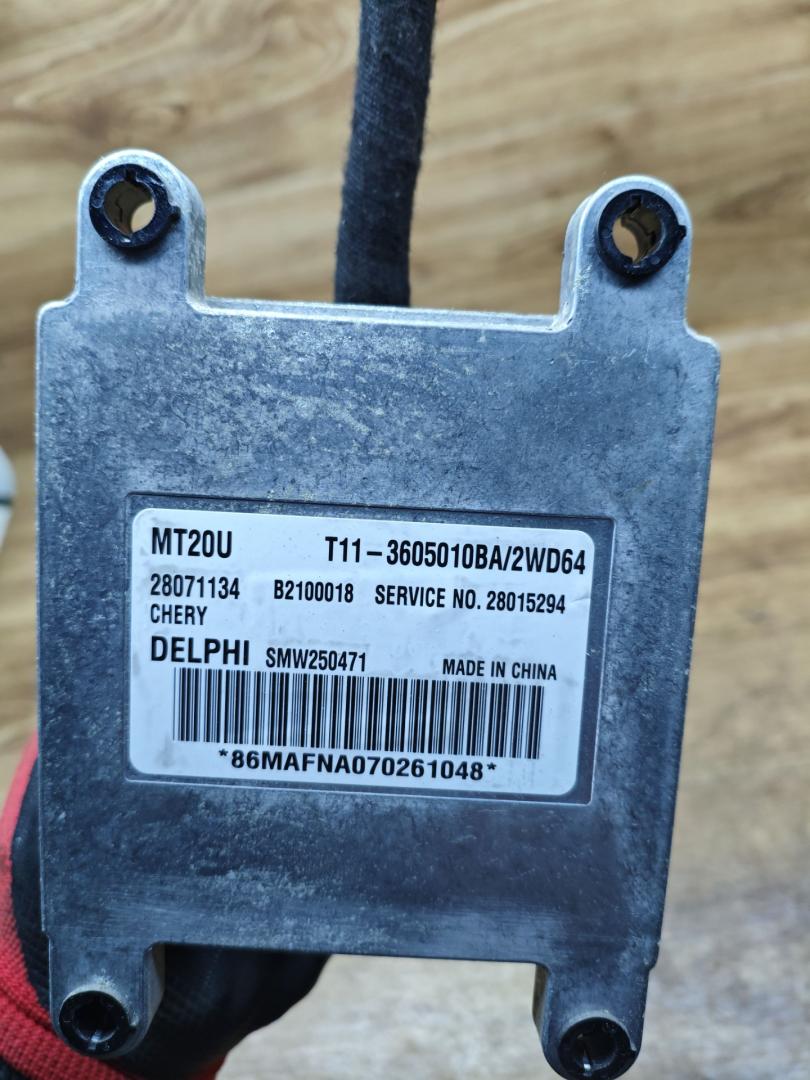 MT20U T11-3605010BA/2WD64
28071134 B2100018 SERVICE NO. 28015294
CHERY
DELPHI SMW250471 MADE IN CHINA
*86MAFNA070261048*